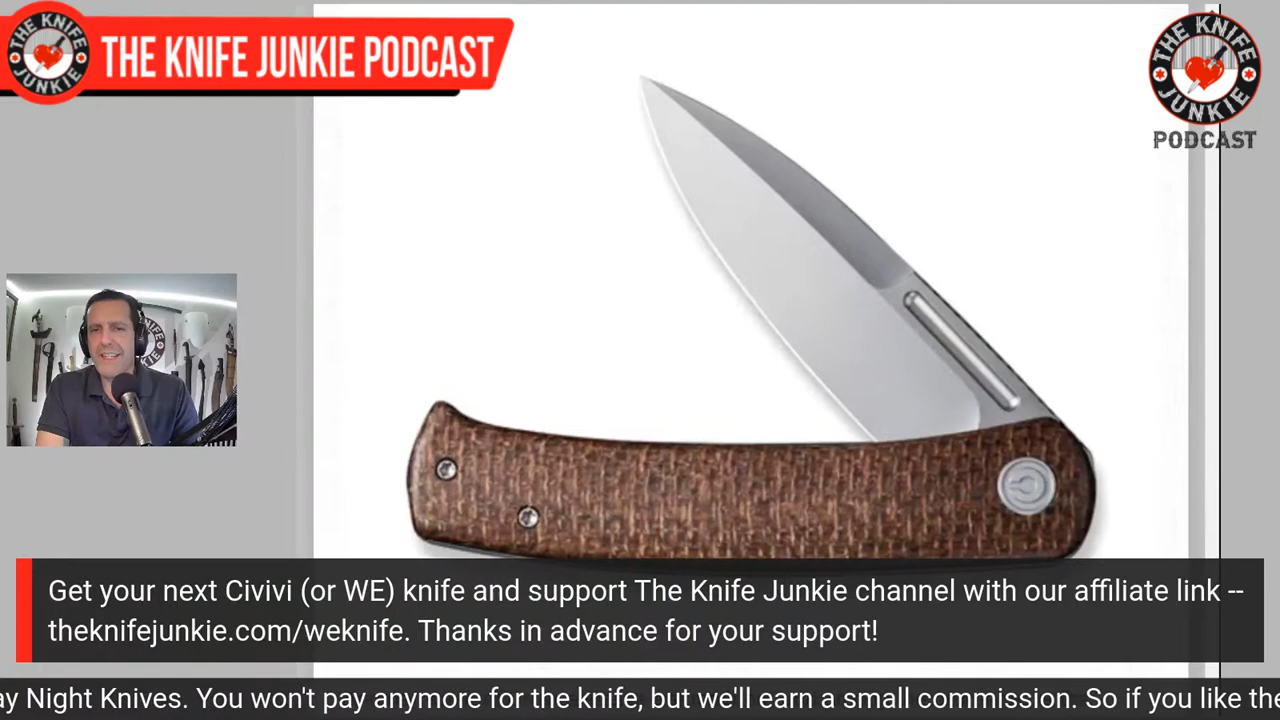 THE KNIFE JUNKIE
THE KNIFE JUNKIE PODCAST
THE KNIFE JUNKIE
PODCAST
KNIFE
JUNKIE
Get your next Civivi (or WE) knife and support The Knife Junkie channel with our affiliate link --
theknifejunkie.com/weknife. Thanks in advance for your support!
ay Night Knives. You won't pay anymore for the knife, but we'll earn a small commission. So if you like the